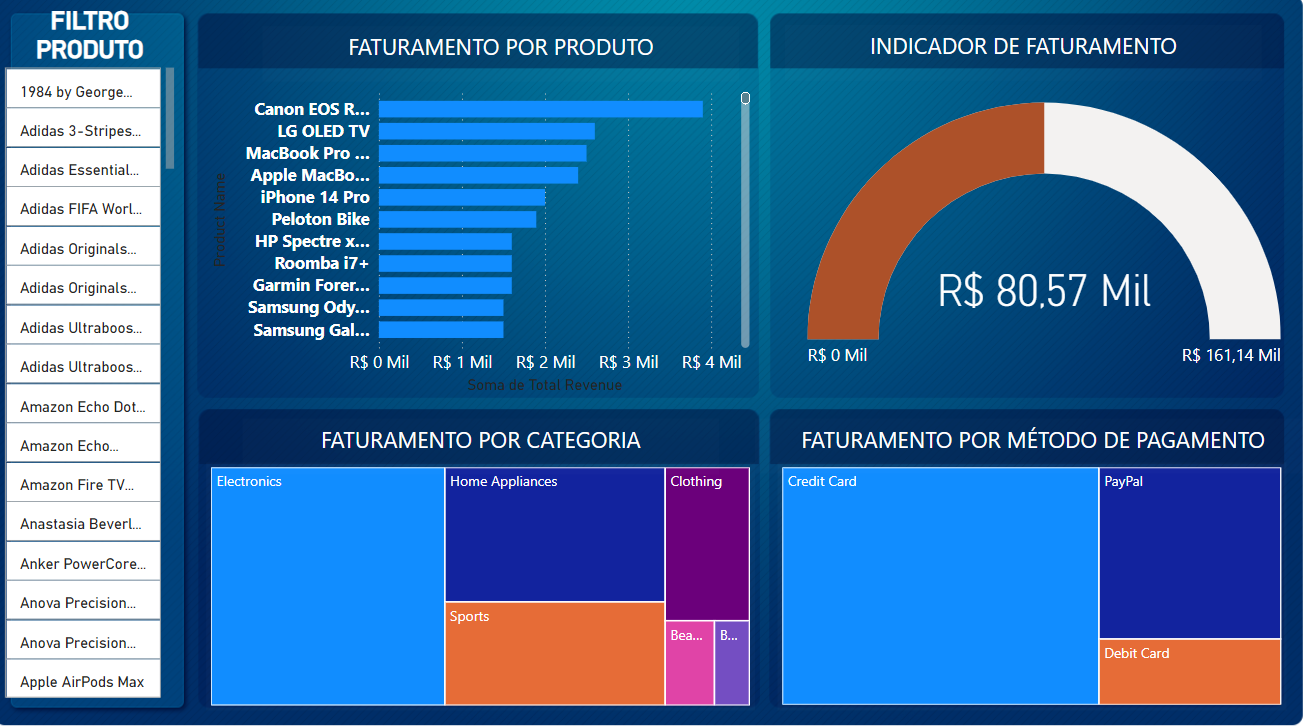 FILTRO
PRODUTO
1984 by George...
Adidas 3-Stripes...
Adidas Essential...
Adidas FIFA Worl...
Adidas Originals...
Adidas Originals...
Adidas Ultraboos...
Adidas Ultraboos...
Amazon Echo Dot...
Amazon Echo...
Amazon Fire TV...
Anastasia Beverl...
Anker PowerCore...
Anova Precision...
Anova Precision...
Apple AirPods Max
FATURAMENTO POR PRODUTO
Product Name
Canon EOS R...
LG OLED TV
MacBook Pro ...
Apple MacBo...
iPhone 14 Pro
Peloton Bike
HP Spectre x...
Roomba i7+
Garmin Forer...
Samsung Ody...
Samsung Gal...
R$ 0 Mil R$ 1 Mil R$ 2 Mil R$ 3 Mil R$ 4 Mil
Soma de Total Revenue
INDICADOR DE FATURAMENTO
R$ 80,57 Mil
R$ 0 Mil R$ 161,14 Mil
FATURAMENTO POR CATEGORIA
Electronics
Home Appliances
Clothing
Sports
Bea...
B...
FATURAMENTO POR MÉTODO DE PAGAMENTO
Credit Card
PayPal
Debit Card